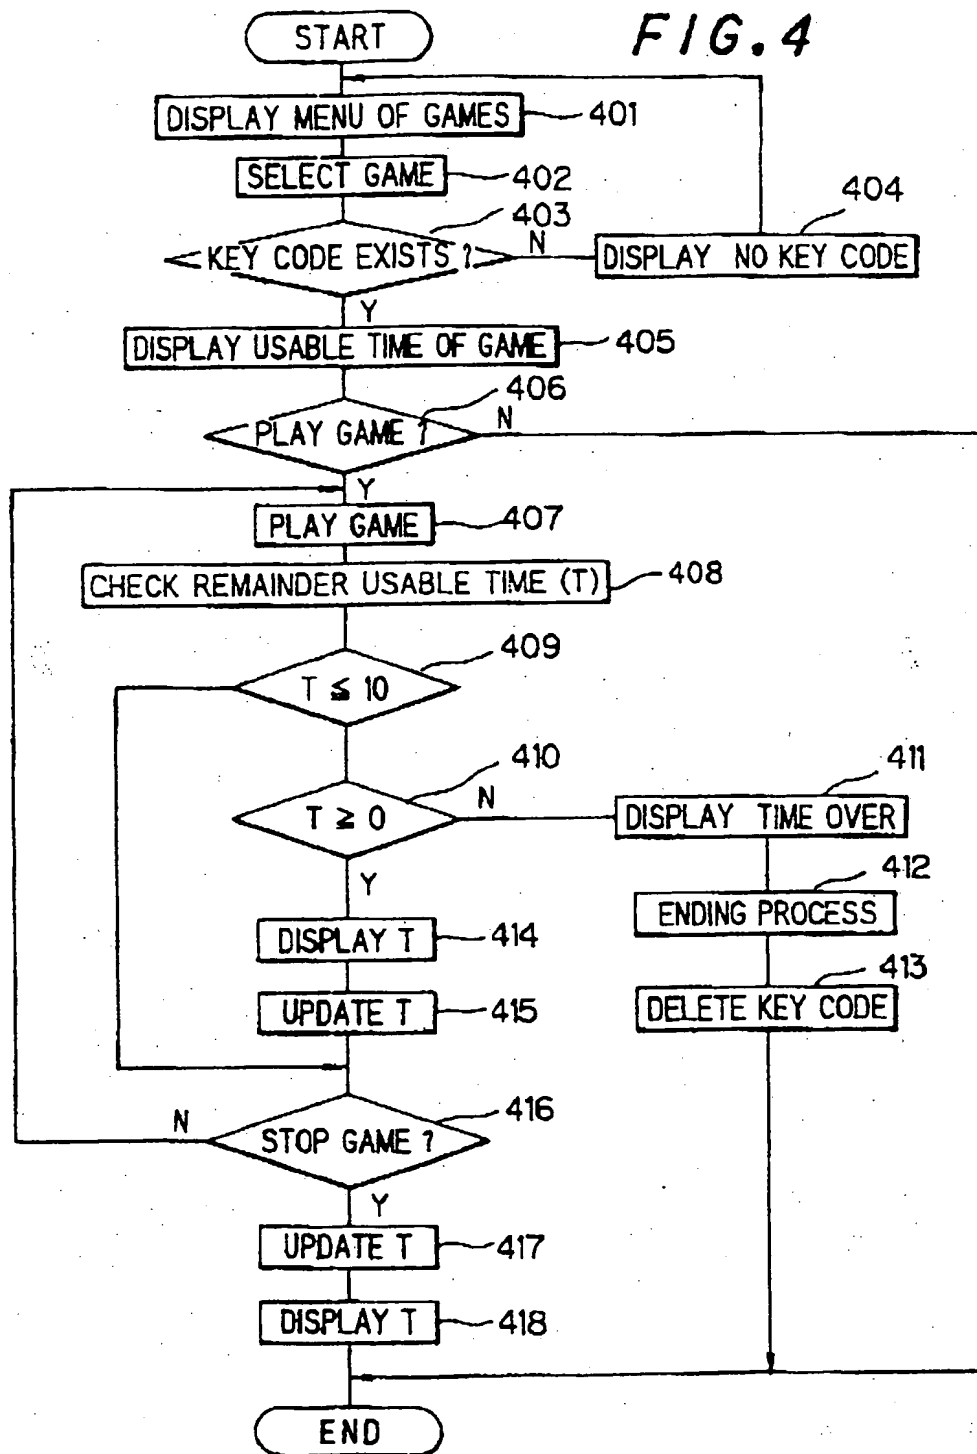 FIG. 4
START
DISPLAY MENU OF GAMES 401
SELECT GAME 402
403
KEY CODE EXISTS ? N
404
DISPLAY NO KEY CODE
Y
DISPLAY USABLE TIME OF GAME 405
406
PLAY GAME ? N
Y
PLAY GAME 407
CHECK REMAINDER USABLE TIME (T) 408
409
T ≦ 10
410
T ≧ 0 N
411
DISPLAY TIME OVER
Y
412
ENDING PROCESS
DISPLAY T 414
413
DELETE KEY CODE
UPDATE T 415
416
N STOP GAME ?
Y
UPDATE T 417
DISPLAY T 418
END